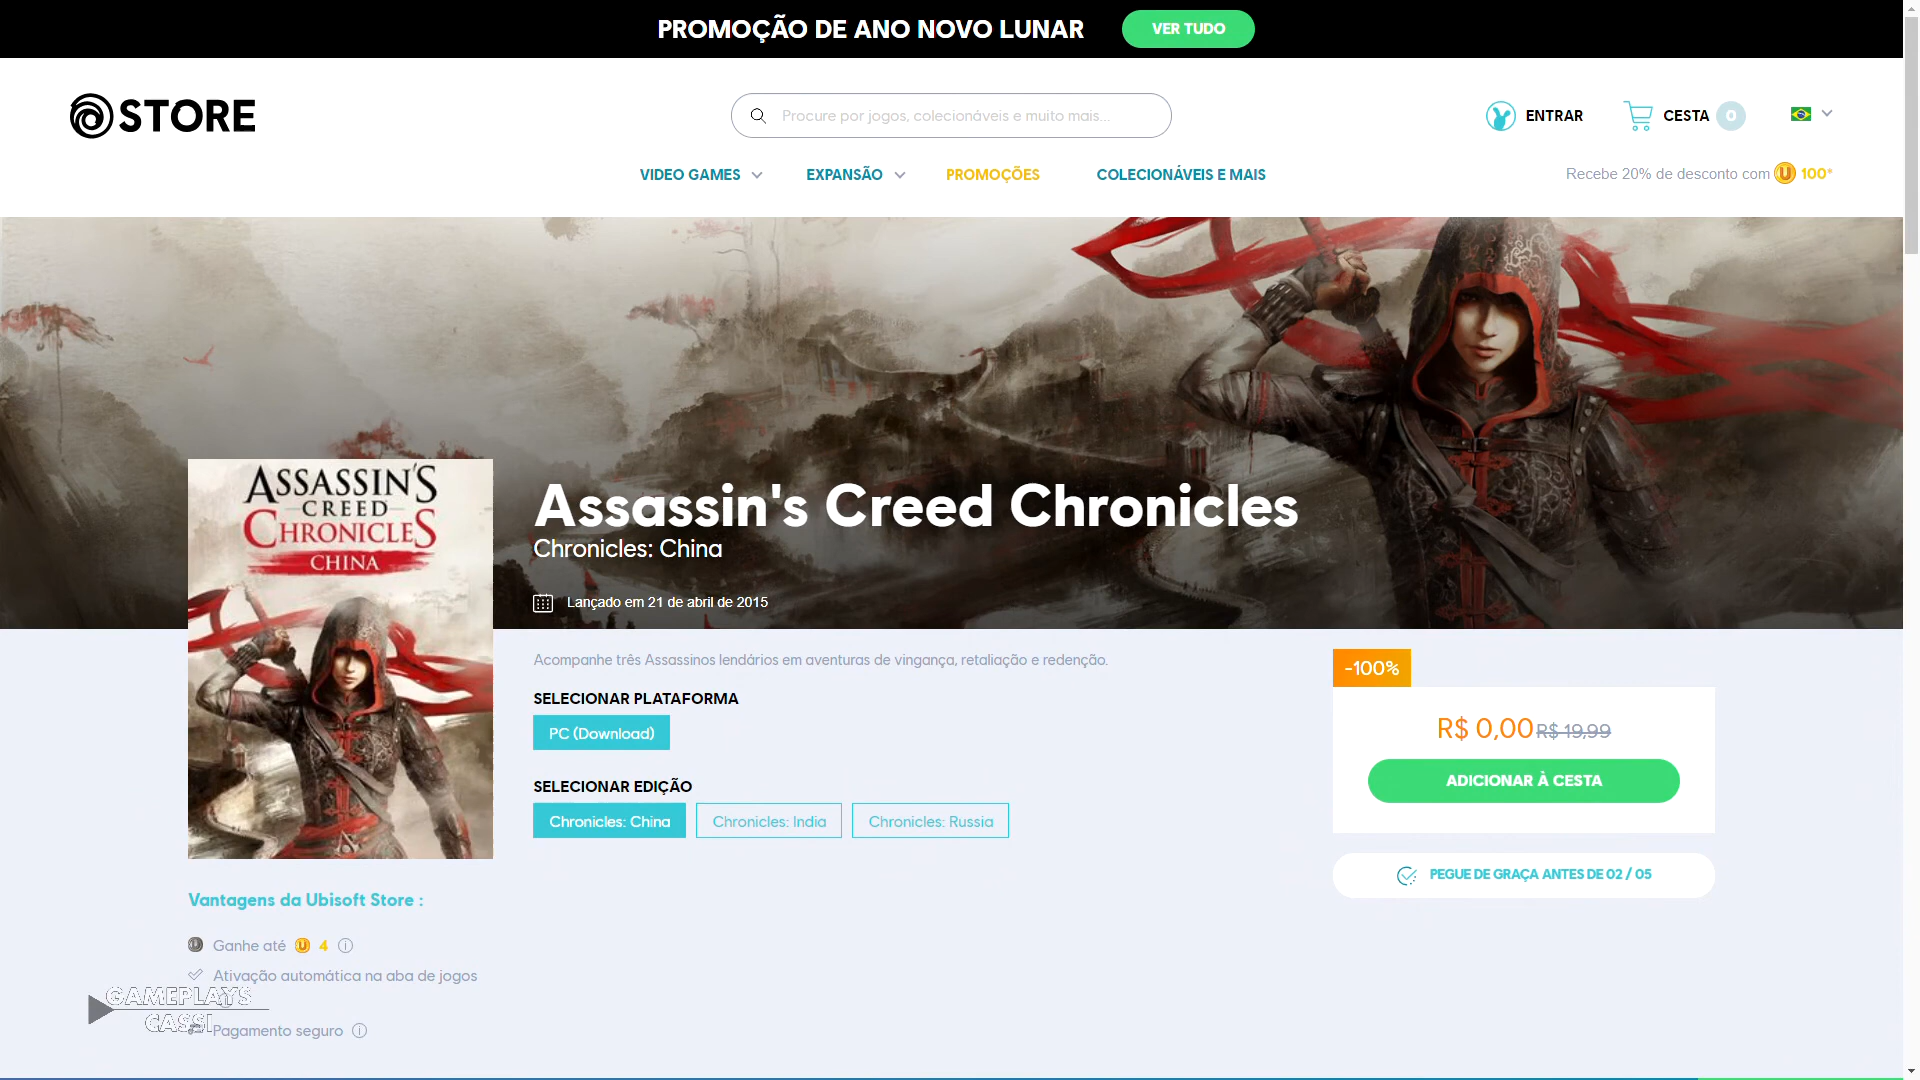 PROMOÇÃO DE ANO NOVO LUNAR VER TUDO
STORE
Procure por jogos, colecionáveis e muito mais...
ENTRAR
CESTA 0
VIDEO GAMES
EXPANSÃO
PROMOÇÕES
COLECIONÁVEIS E MAIS
Recebe 20% de desconto com 100*
ASSASSIN'S
CREED
CHRONICLES
CHINA
Assassin's Creed Chronicles
Chronicles: China
Lançado em 21 de abril de 2015
Acompanhe três Assassinos lendários em aventuras de vingança, retaliação e redenção.
SELECIONAR PLATAFORMA
PC (Download)
SELECIONAR EDIÇÃO
Chronicles: China
Chronicles: India
Chronicles: Russia
-100%
R$ 0,00 R$ 19,99
ADICIONAR À CESTA
PEGUE DE GRAÇA ANTES DE 02 / 05
Vantagens da Ubisoft Store :
Ganhe até 4
Ativação automática na aba de jogos
GAMEPLAYS
CASSI
Pagamento seguro